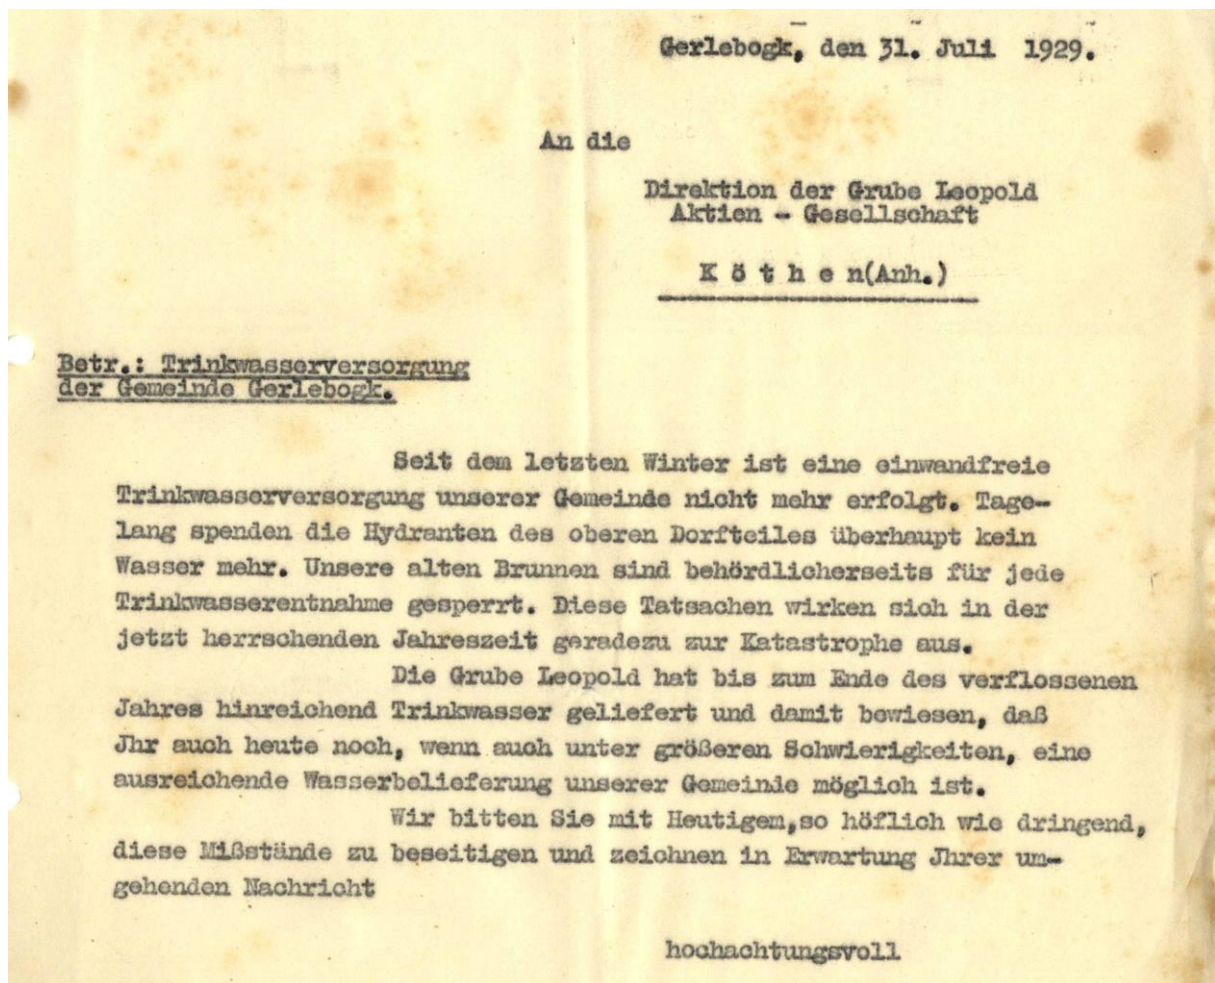 Gerlebogk, den 31. Juli 1929.
An die
Direktion der Grube Leopold
Aktien - Gesellschaft
K ö t h e n(Anh.)
Betr.: Trinkwasserversorgung
der Gemeinde Gerlebogk.
Seit dem letzten Winter ist eine einwandfreie
Trinkwasserversorgung unserer Gemeinde nicht mehr erfolgt. Tage-
lang spenden die Hydranten des oberen Dorfteiles überhaupt kein
Wasser mehr. Unsere alten Brunnen sind behördlicherseits für jede
Trinkwasserentnahme gesperrt. Diese Tatsachen wirken sich in der
jetzt herrschenden Jahreszeit geradezu zur Katastrophe aus.
Die Grube Leopold hat bis zum Ende des verflossenen
Jahres hinreichend Trinkwasser geliefert und damit bewiesen, daß
Jhr auch heute noch, wenn auch unter größeren Schwierigkeiten, eine
ausreichende Wasserbelieferung unserer Gemeinde möglich ist.
Wir bitten Sie mit Heutigem,so höflich wie dringend,
diese Mißstände zu beseitigen und zeichnen in Erwartung Jhrer um-
gehenden Nachricht
hochachtungsvoll